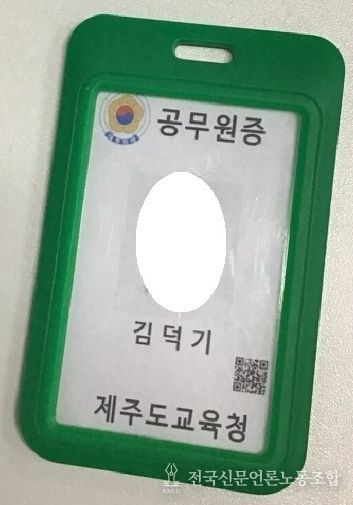 공무원증
김덕기
제주도교육청
전국신문언론노동조합